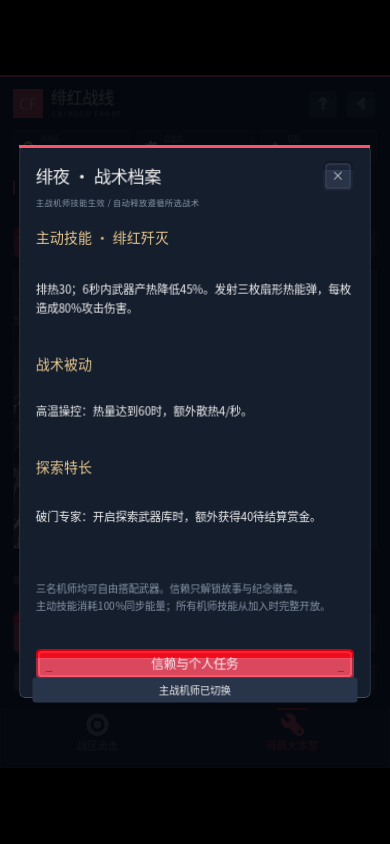 CF
绯红战线
?
绯夜 · 战术档案
×
主战机师技能生效 / 自动释放遵循所选战术
主动技能 · 绯红歼灭
排热30；6秒内武器产热降低45%。发射三枚扇形热能弹，每枚
造成80%攻击伤害。
战术被动
高温操控：热量达到60时，额外散热4/秒。
探索特长
破门专家：开启探索武器库时，额外获得40待结算赏金。
三名机师均可自由搭配武器。信赖只解锁故事与纪念徽章。
主动技能消耗100%同步能量；所有机师技能从加入时完整开放。
信赖与个人任务
主战机师已切换